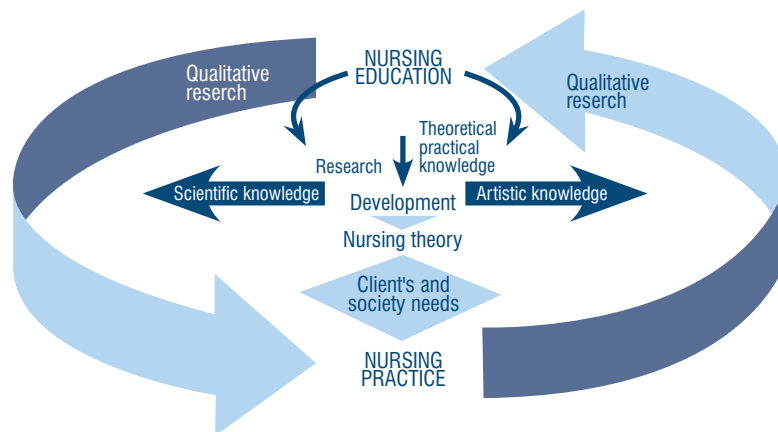 NURSING
EDUCATION
Qualitative
reserch
Qualitative
reserch
Theoretical
practical
knowledge
Research
Scientific knowledge
Artistic knowledge
Development
Nursing theory
Client's and
society needs
NURSING
PRACTICE